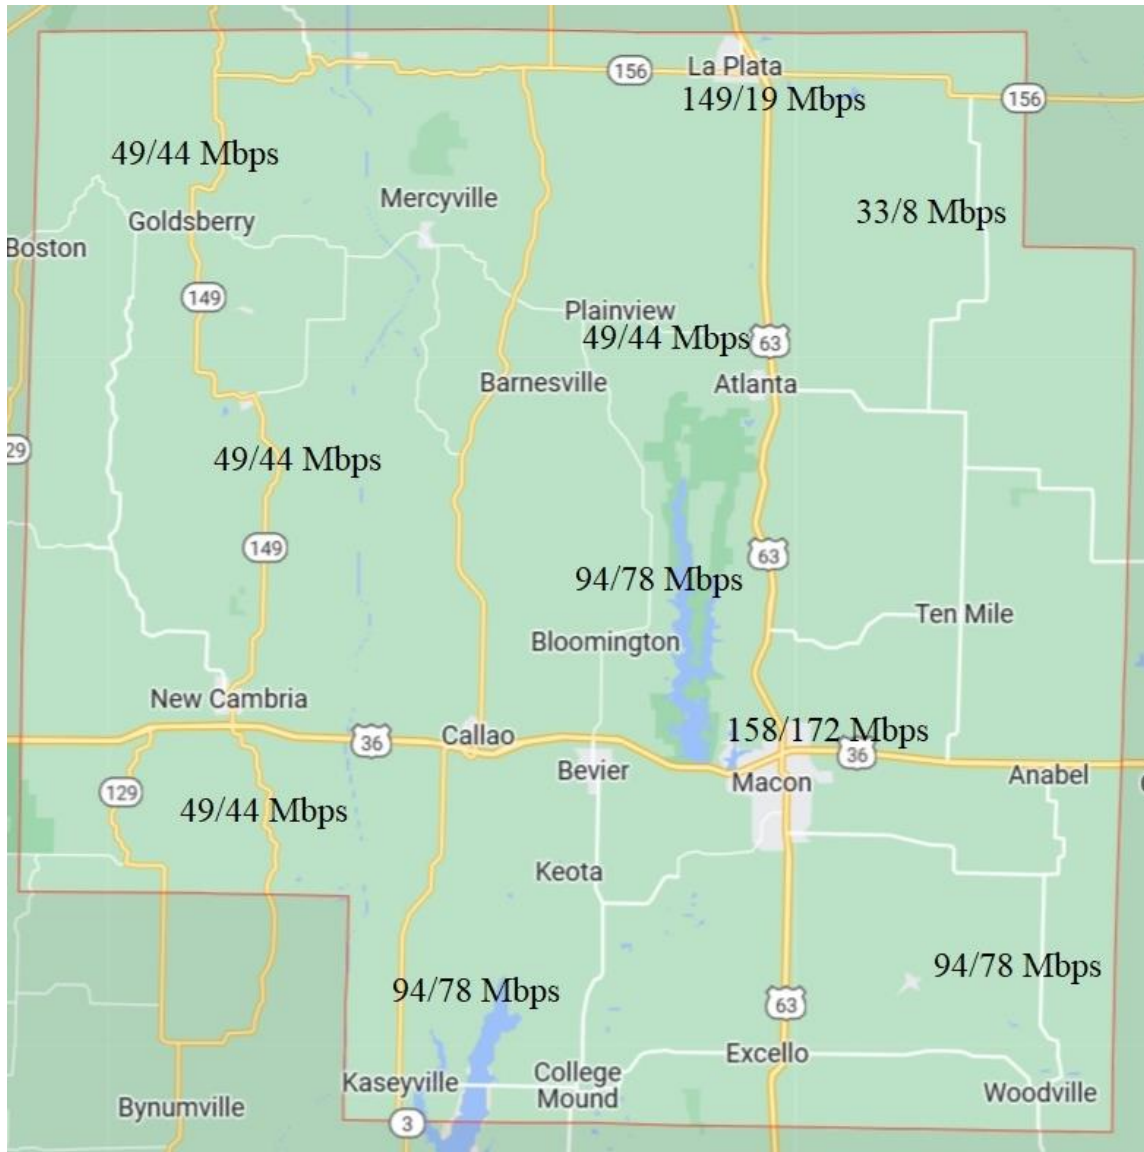 La Plata
156
149/19 Mbps
156
49/44 Mbps
Mercyville
33/8 Mbps
Goldsberry
Boston
149
Plainview
49/44 Mbps
63
Barnesville
Atlanta
29
49/44 Mbps
149
63
94/78 Mbps
Ten Mile
Bloomington
New Cambria
158/172 Mbps
Callao
36
36
Bevier
Macon
Anabel
129
49/44 Mbps
Keota
94/78 Mbps
94/78 Mbps
63
Excello
College
Mound
Kaseyville
Woodville
Bynumville
3